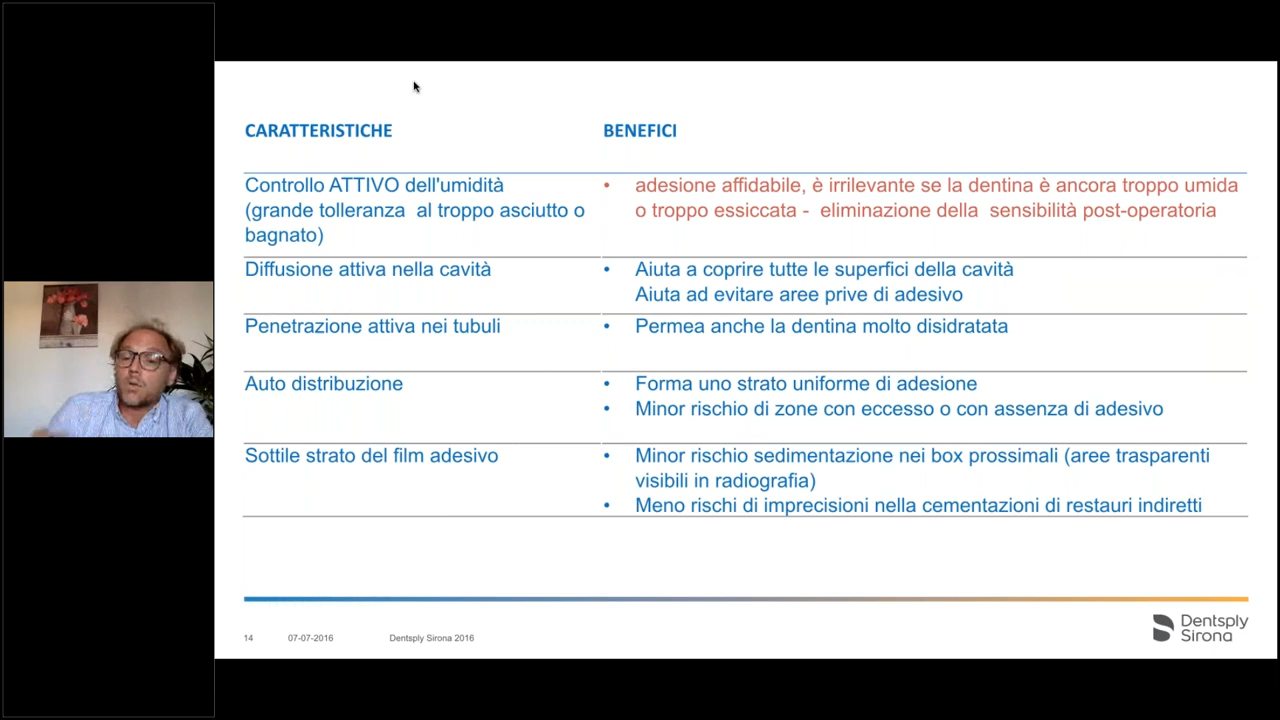 CARATTERISTICHE
BENEFICI
Controllo ATTIVO dell'umidità
(grande tolleranza al troppo asciutto o
bagnato)
• adesione affidabile, è irrilevante se la dentina è ancora troppo umida
o troppo essiccata - eliminazione della sensibilità post-operatoria
Diffusione attiva nella cavità
• Aiuta a coprire tutte le superfici della cavità
Aiuta ad evitare aree prive di adesivo
Penetrazione attiva nei tubuli
• Permea anche la dentina molto disidratata
Auto distribuzione
• Forma uno strato uniforme di adesione
• Minor rischio di zone con eccesso o con assenza di adesivo
Sottile strato del film adesivo
• Minor rischio sedimentazione nei box prossimali (aree trasparenti
visibili in radiografia)
• Meno rischi di imprecisioni nella cementazioni di restauri indiretti
14
07-07-2016
Dentsply Sirona 2016
Dentsply
Sirona